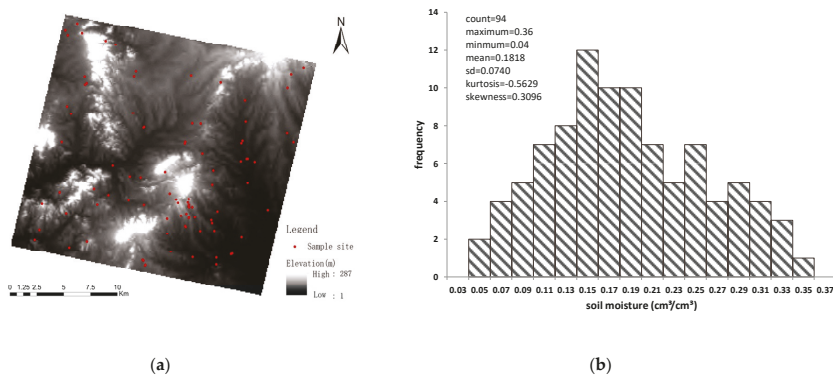 N
Legend
Sample site
Elevation(m)
High : 287
Low : 1
0 1.25 2.5 5 7.5 10
Km
(a)
14
12
10
8
6
4
2
0
frequency
count=94
maximum=0.36
minmum=0.04
mean=0.1818
sd=0.0740
kurtosis=-0.5629
skewness=0.3096
0.03 0.05 0.07 0.09 0.11 0.13 0.15 0.17 0.19 0.21 0.23 0.25 0.27 0.29 0.31 0.33 0.35 0.37
soil moisture (cm³/cm³)
(b)